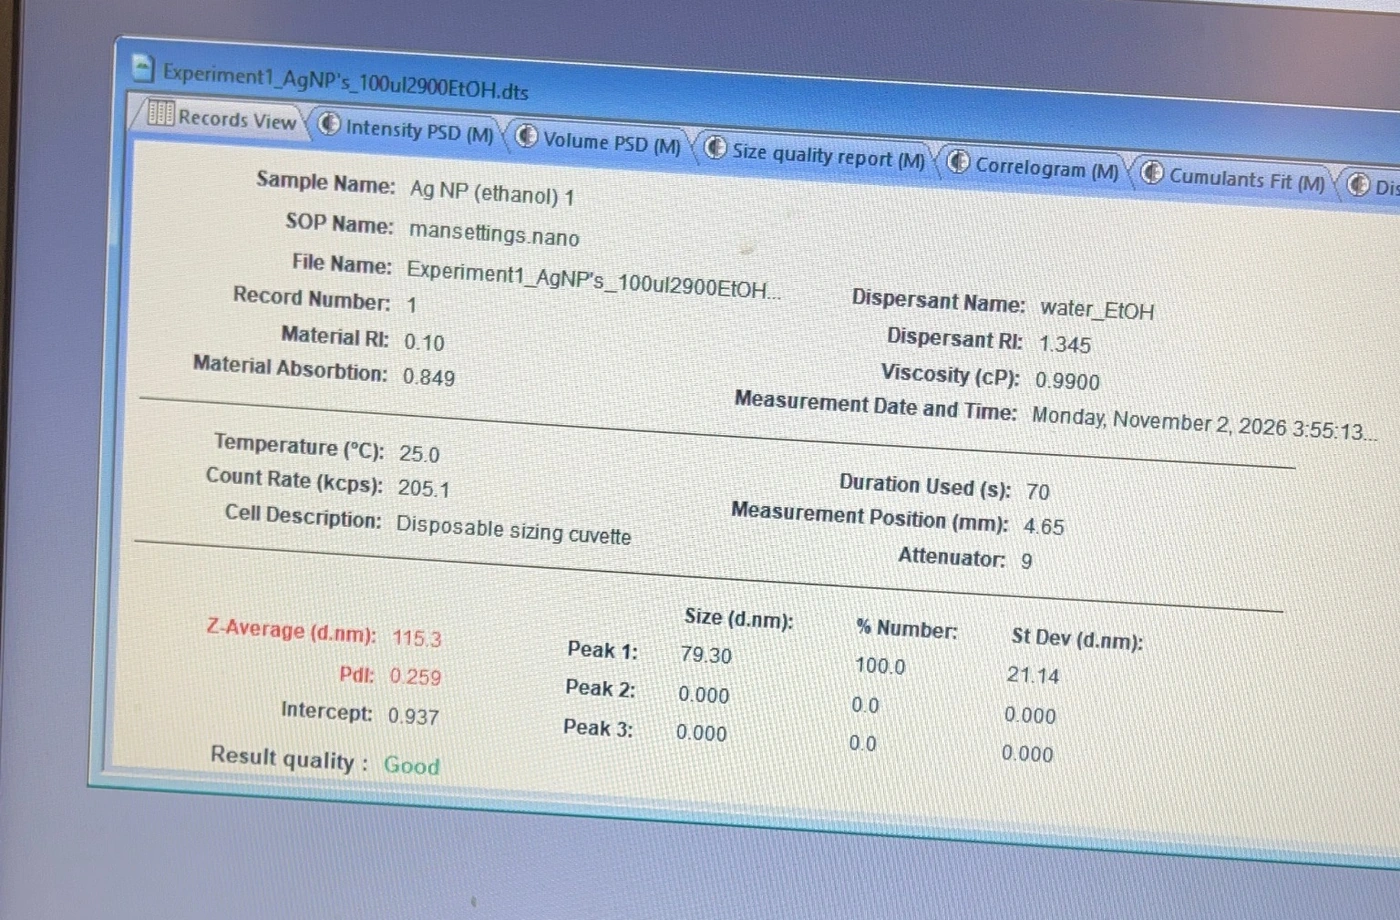 Experiment1_AgNP's_100ul2900EtOH.dts
Records View Intensity PSD (M) Volume PSD (M) Size quality report (M) Correlogram (M) Cumulants Fit (M) Dis
Sample Name: Ag NP (ethanol) 1
SOP Name: mansettings.nano
File Name: Experiment1_AgNP's_100ul2900EtOH...
Record Number: 1
Material RI: 0.10
Material Absorbtion: 0.849
Dispersant Name: water_EtOH
Dispersant RI: 1.345
Viscosity (cP): 0.9900
Measurement Date and Time: Monday, November 2, 2026 3:55:13...
Temperature (ºC): 25.0
Count Rate (kcps): 205.1
Cell Description: Disposable sizing cuvette
Duration Used (s): 70
Measurement Position (mm): 4.65
Attenuator: 9
Z-Average (d.nm): 115.3
PdI: 0.259
Intercept: 0.937
Result quality : Good
Size (d.nm): % Number: St Dev (d.nm):
Peak 1: 79.30 100.0 21.14
Peak 2: 0.000 0.0 0.000
Peak 3: 0.000 0.0 0.000